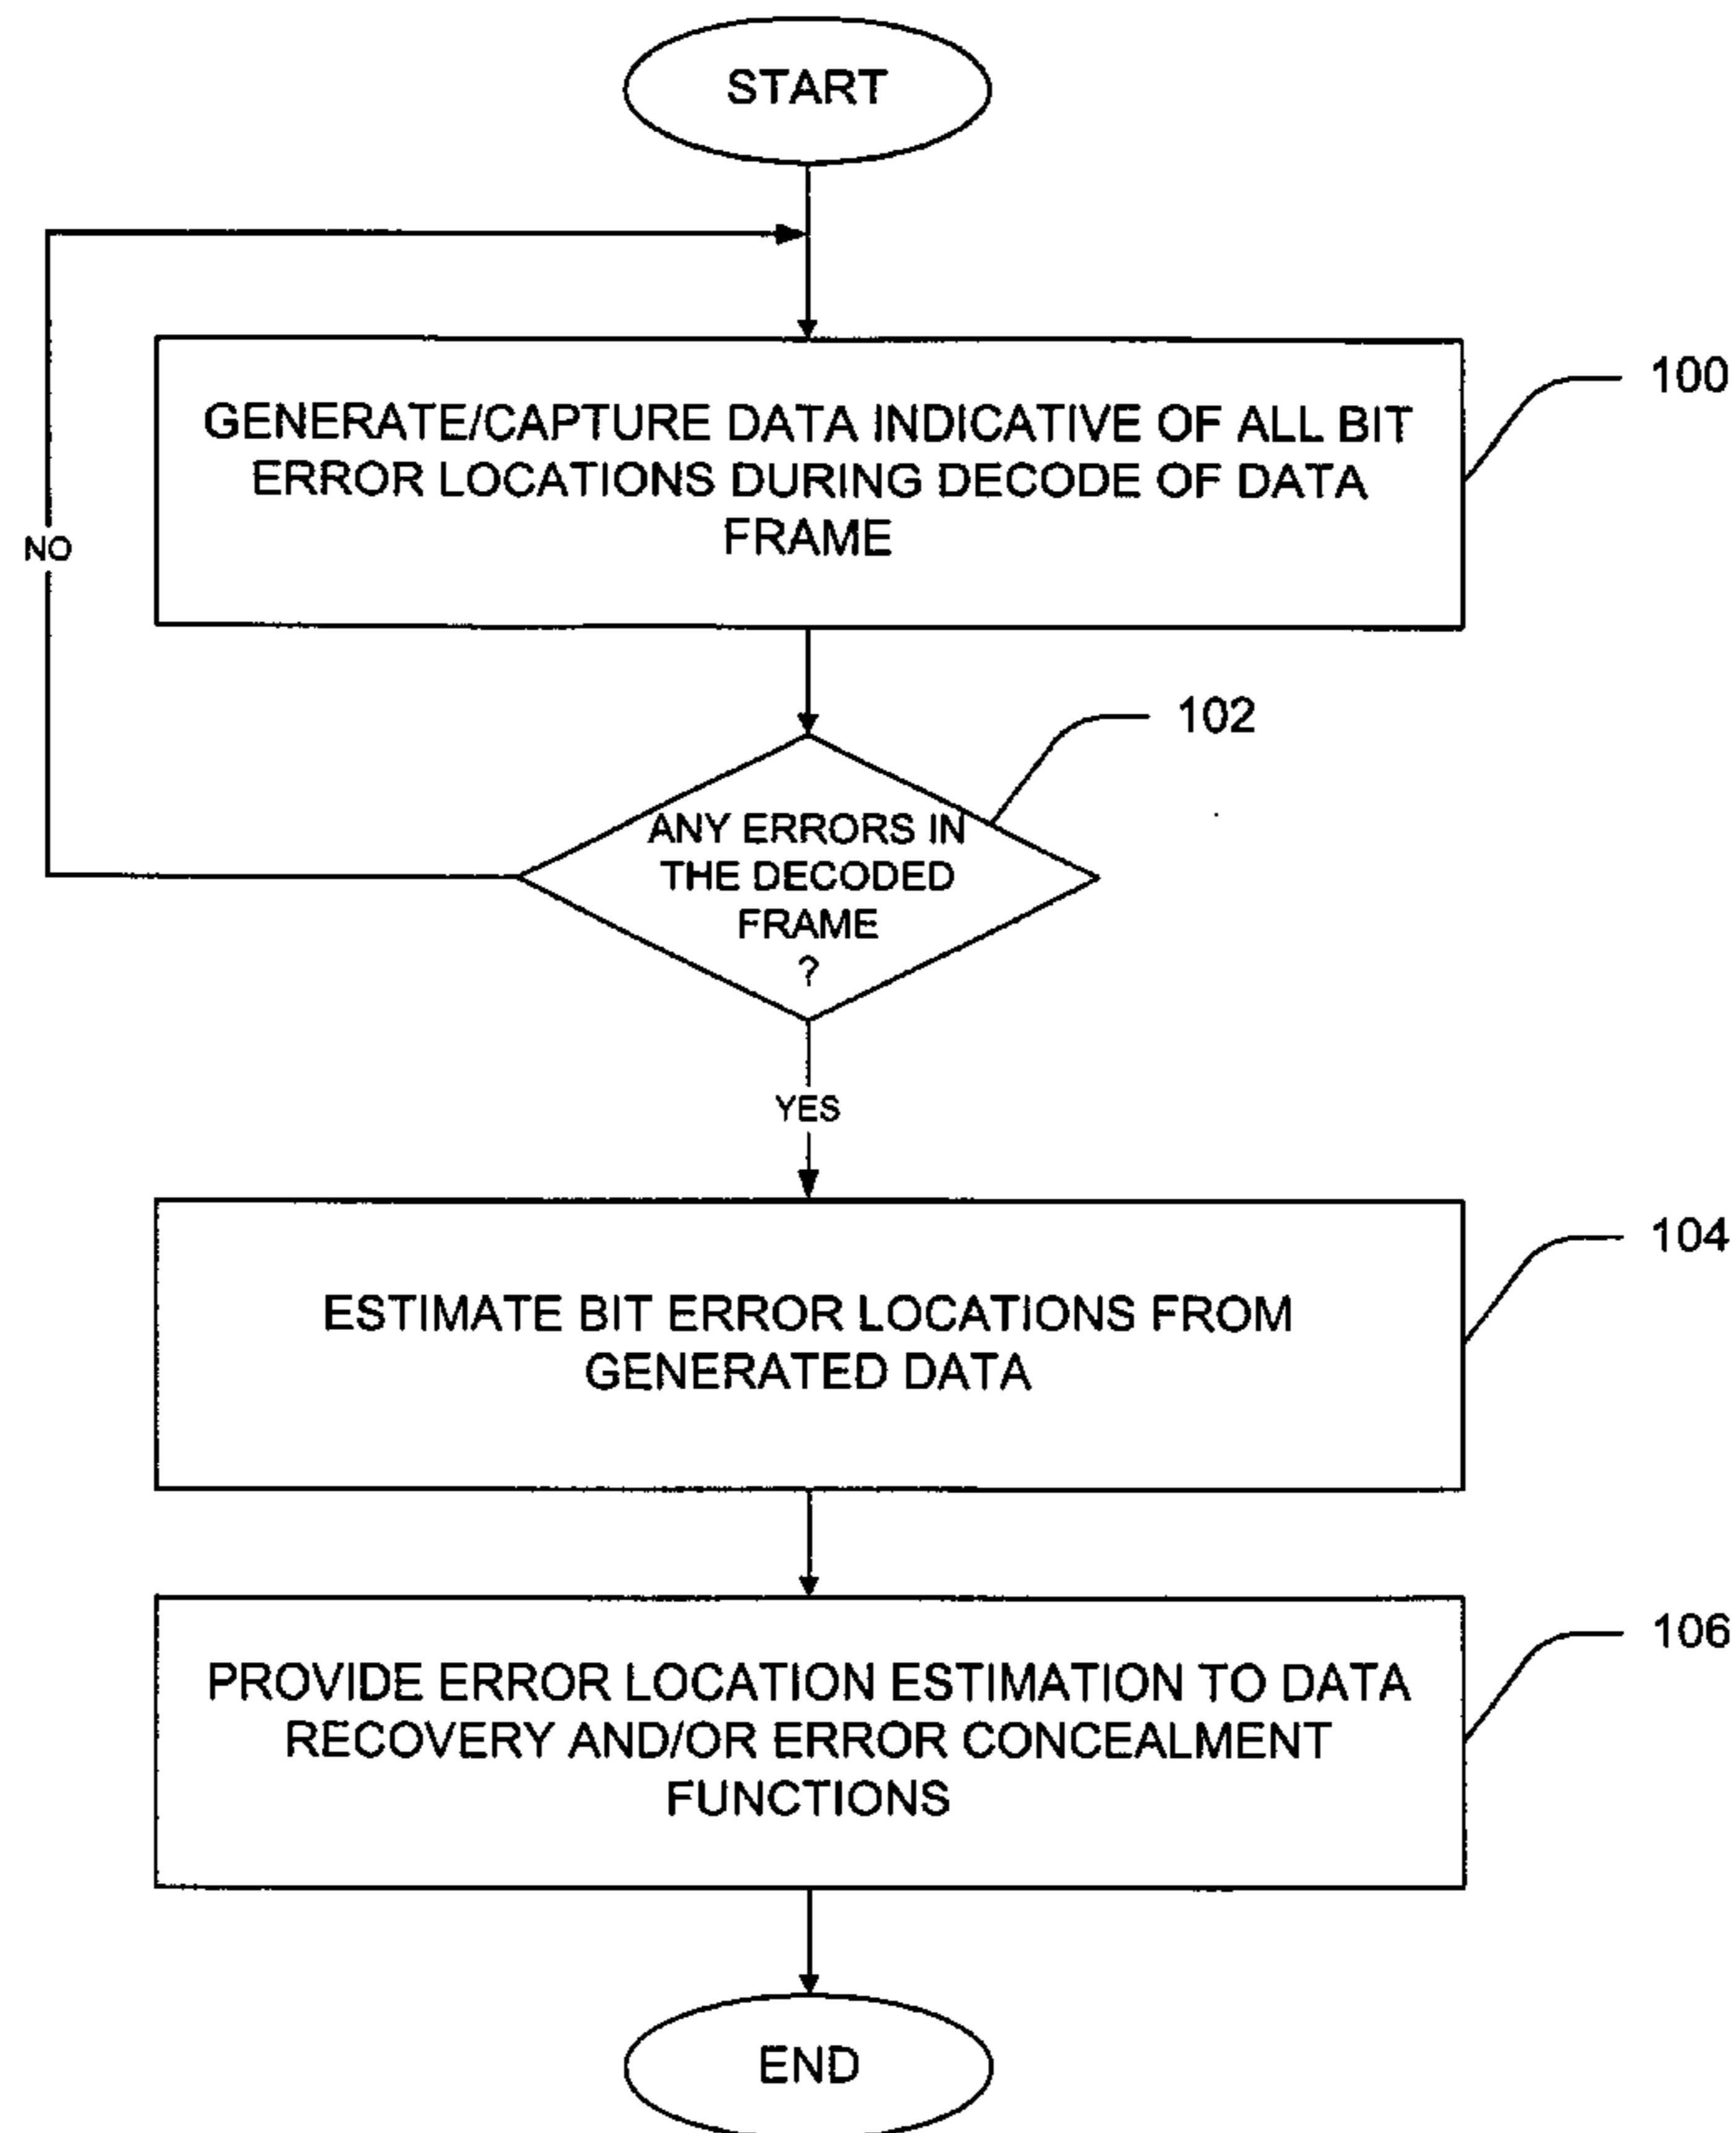 START
GENERATE/CAPTURE DATA INDICATIVE OF ALL BIT
ERROR LOCATIONS DURING DECODE OF DATA
FRAME
100
NO
102
ANY ERRORS IN
THE DECODED
FRAME
?
YES
ESTIMATE BIT ERROR LOCATIONS FROM
GENERATED DATA
104
PROVIDE ERROR LOCATION ESTIMATION TO DATA
RECOVERY AND/OR ERROR CONCEALMENT
FUNCTIONS
106
END